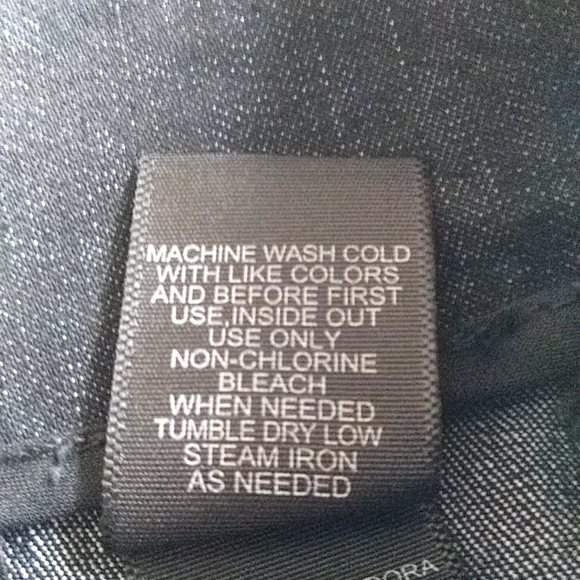 MACHINE WASH COLD
WITH LIKE COLORS
AND BEFORE FIRST
USE,INSIDE OUT
USE ONLY
NON-CHLORINE
BLEACH
WHEN NEEDED
TUMBLE DRY LOW
STEAM IRON
AS NEEDED